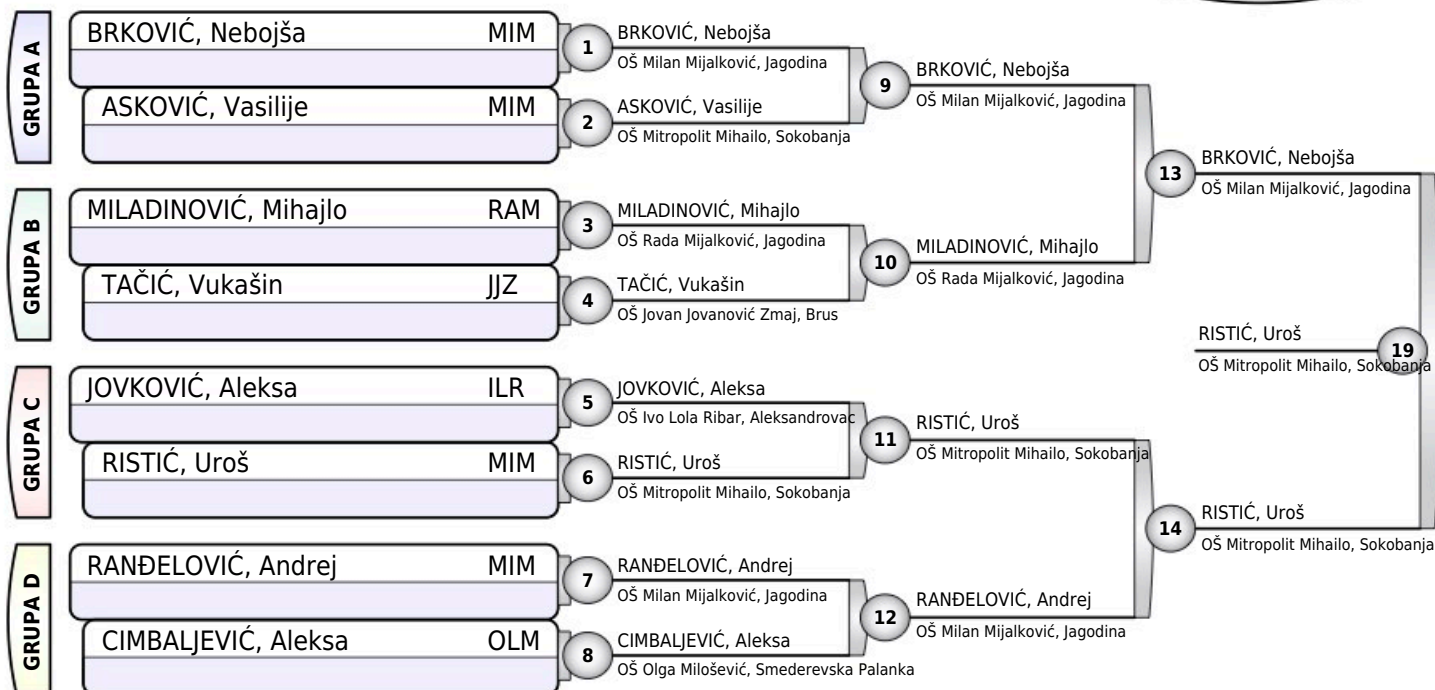 GRUPA A
BRKOVIĆ, Nebojša MIM
ASKOVIĆ, Vasilije MIM
GRUPA B
MILADINOVIĆ, Mihajlo RAM
TAČIĆ, Vukašin JJZ
GRUPA C
JOVKOVIĆ, Aleksa ILR
RISTIĆ, Uroš MIM
GRUPA D
RANĐELOVIĆ, Andrej MIM
CIMBALJEVIĆ, Aleksa OLM
1
BRKOVIĆ, Nebojša
OŠ Milan Mijalković, Jagodina
2
ASKOVIĆ, Vasilije
OŠ Mitropolit Mihailo, Sokobanja
3
MILADINOVIĆ, Mihajlo
OŠ Rada Mijalković, Jagodina
4
TAČIĆ, Vukašin
OŠ Jovan Jovanović Zmaj, Brus
5
JOVKOVIĆ, Aleksa
OŠ Ivo Lola Ribar, Aleksandrovac
6
RISTIĆ, Uroš
OŠ Mitropolit Mihailo, Sokobanja
7
RANĐELOVIĆ, Andrej
OŠ Milan Mijalković, Jagodina
8
CIMBALJEVIĆ, Aleksa
OŠ Olga Milošević, Smederevska Palanka
9
BRKOVIĆ, Nebojša
OŠ Milan Mijalković, Jagodina
10
MILADINOVIĆ, Mihajlo
OŠ Rada Mijalković, Jagodina
11
RISTIĆ, Uroš
OŠ Mitropolit Mihailo, Sokobanja
12
RANĐELOVIĆ, Andrej
OŠ Milan Mijalković, Jagodina
13
BRKOVIĆ, Nebojša
OŠ Milan Mijalković, Jagodina
14
RISTIĆ, Uroš
OŠ Mitropolit Mihailo, Sokobanja
19
RISTIĆ, Uroš
OŠ Mitropolit Mihailo, Sokobanja